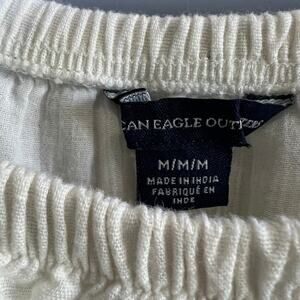 CAN EAGLE OUT
M/M/M
MADE IN INDIA
FABRIQUÉ EN
INDE